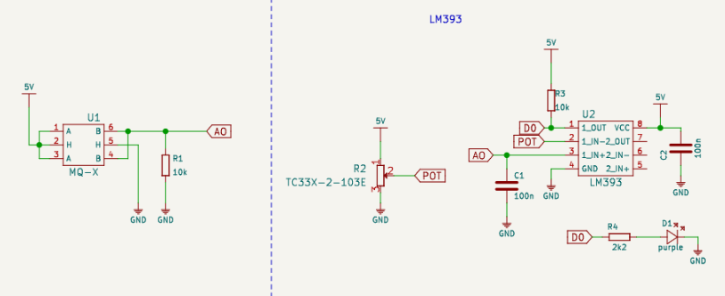 LM393
5V
U1
1 A B 6
2 H H 5
3 A B 4
MQ-X
AO
R1
10k
GND
GND
5V
R2
TC33X-2-103E
1
2
3
POT
GND
5V
R3
10k
U2
DO
1 1_OUT VCC 8
POT
2 1_IN- 2_OUT 7
AO
3 1_IN+ 2_IN- 6
4 GND 2_IN+ 5
LM393
5V
C2
100n
GND
C1
100n
GND
GND
DO
R4
2k2
D1
purple
GND